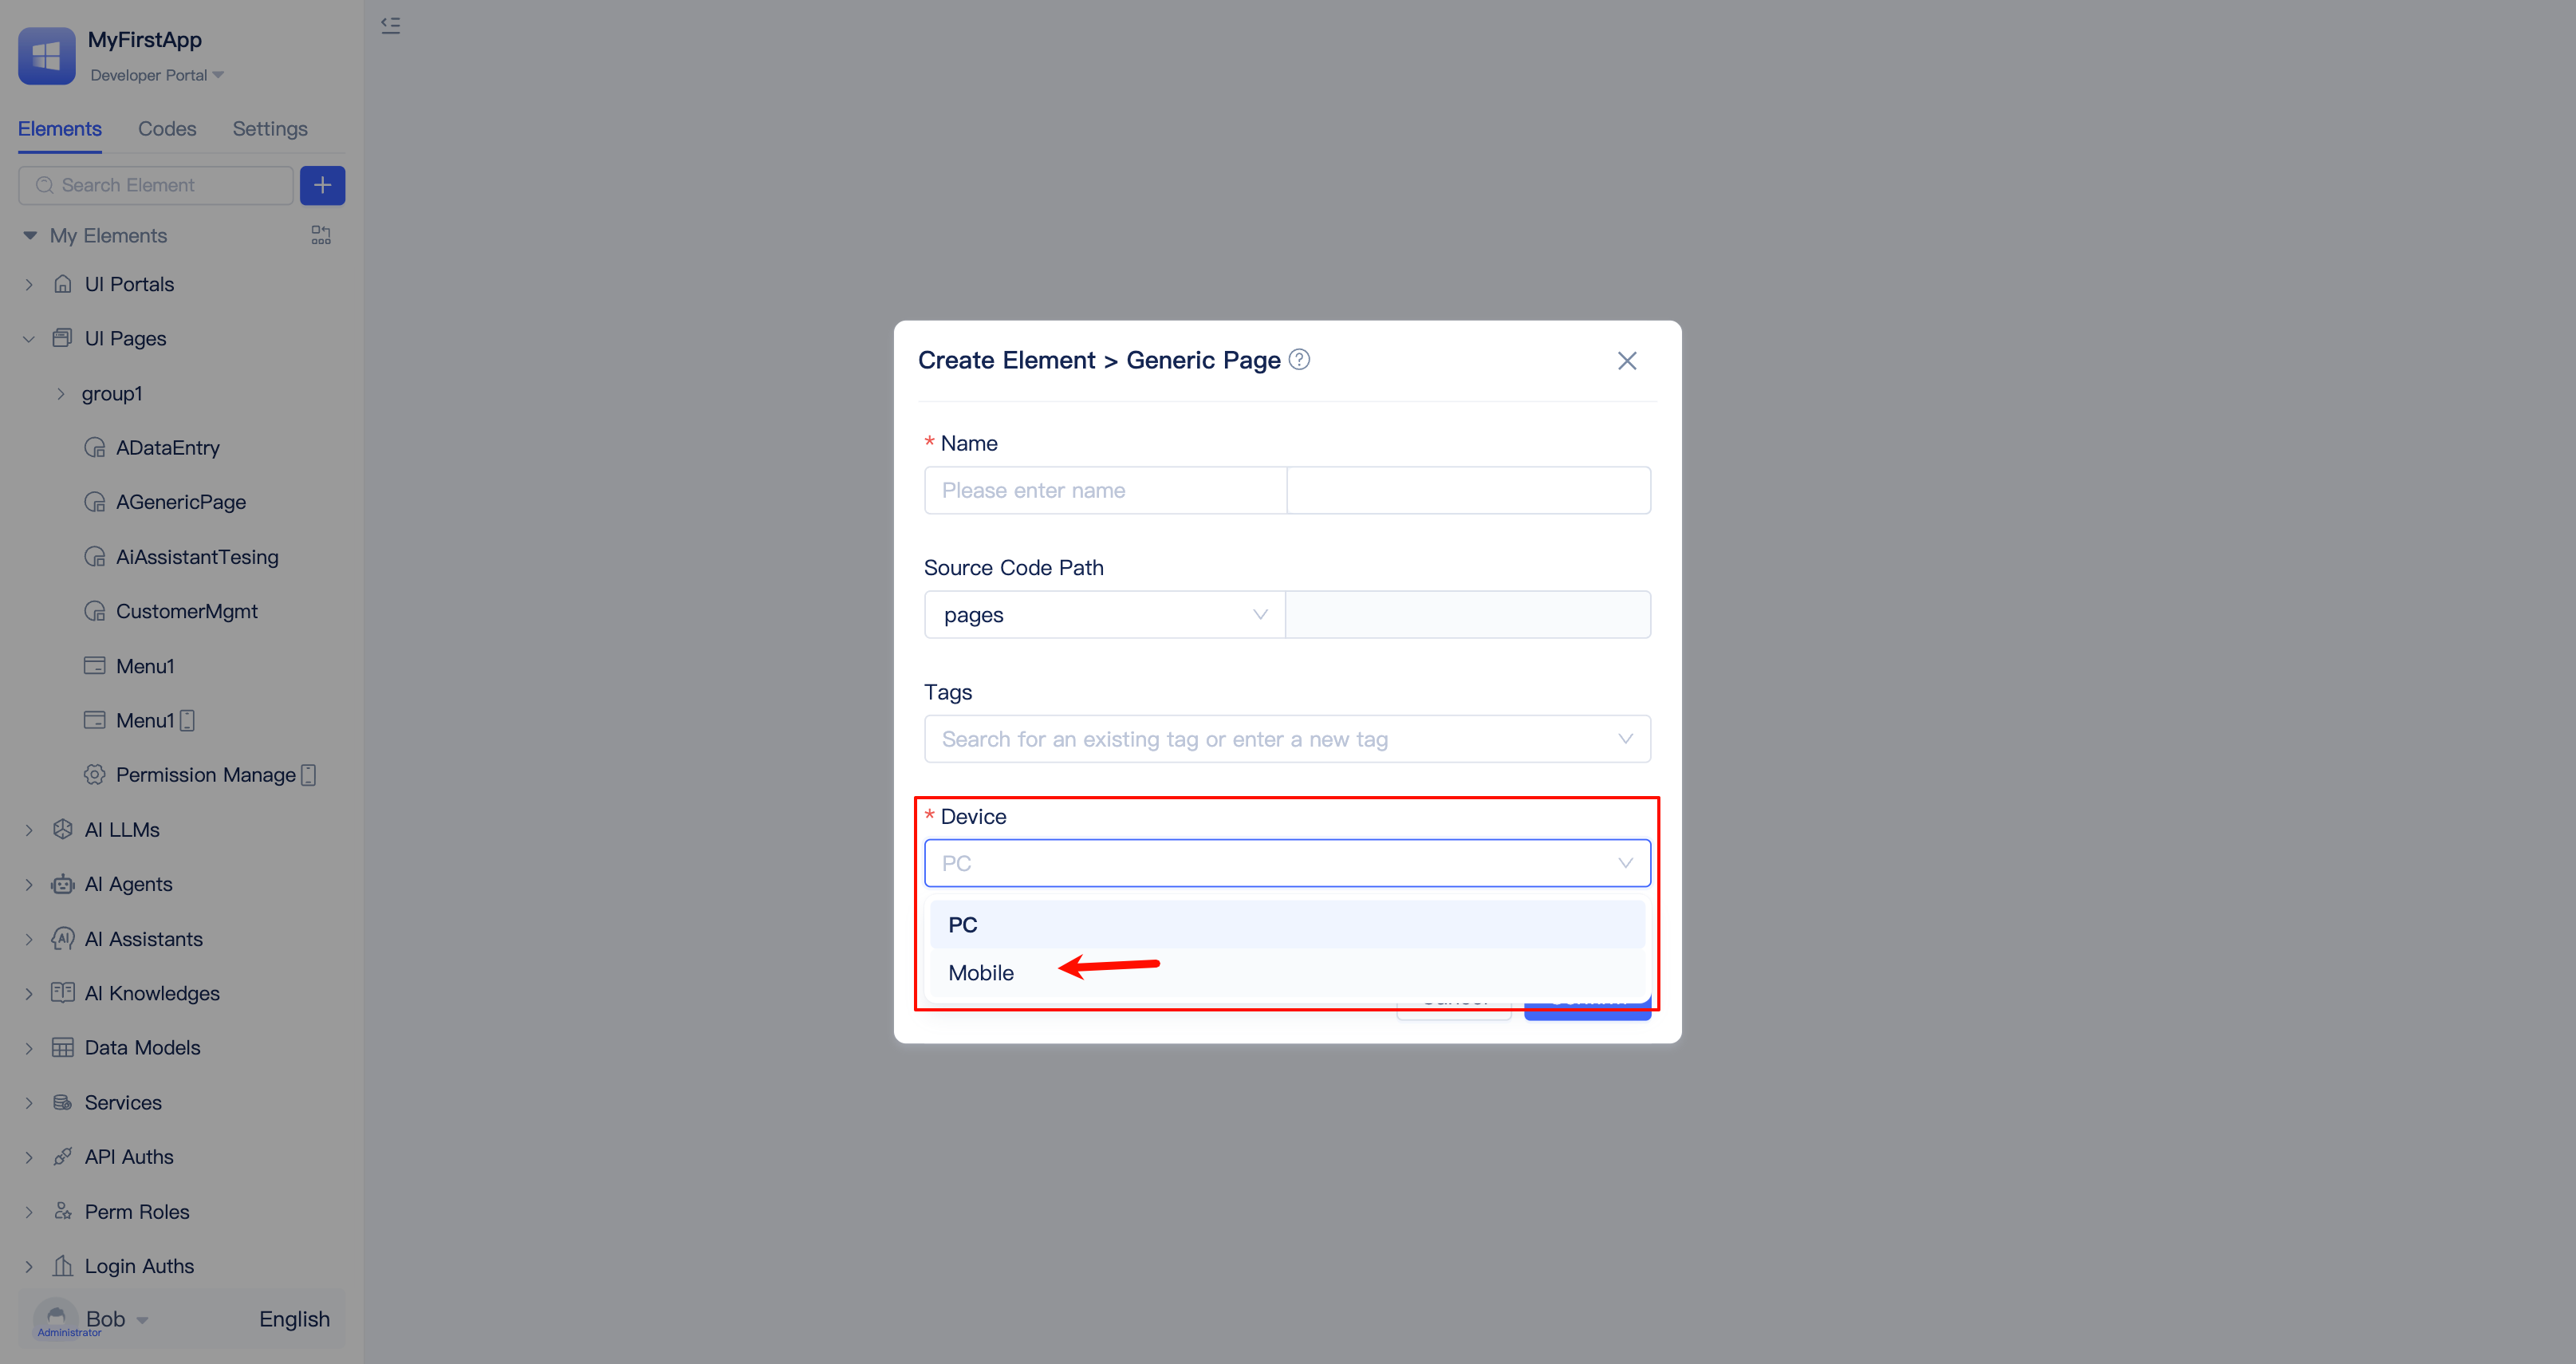 MyFirstApp
Developer Portal
Elements Codes Settings
Search Element
My Elements
UI Portals
UI Pages
group1
ADataEntry
AGenericPage
AiAssistantTesing
CustomerMgmt
Menu1
Menu1
Permission Manage
AI LLMs
AI Agents
AI Assistants
AI Knowledges
Data Models
Services
API Auths
Perm Roles
Login Auths
Bob
Administrator
English
Create Element > Generic Page
* Name
Please enter name
Source Code Path
pages
Tags
Search for an existing tag or enter a new tag
* Device
PC
PC
Mobile